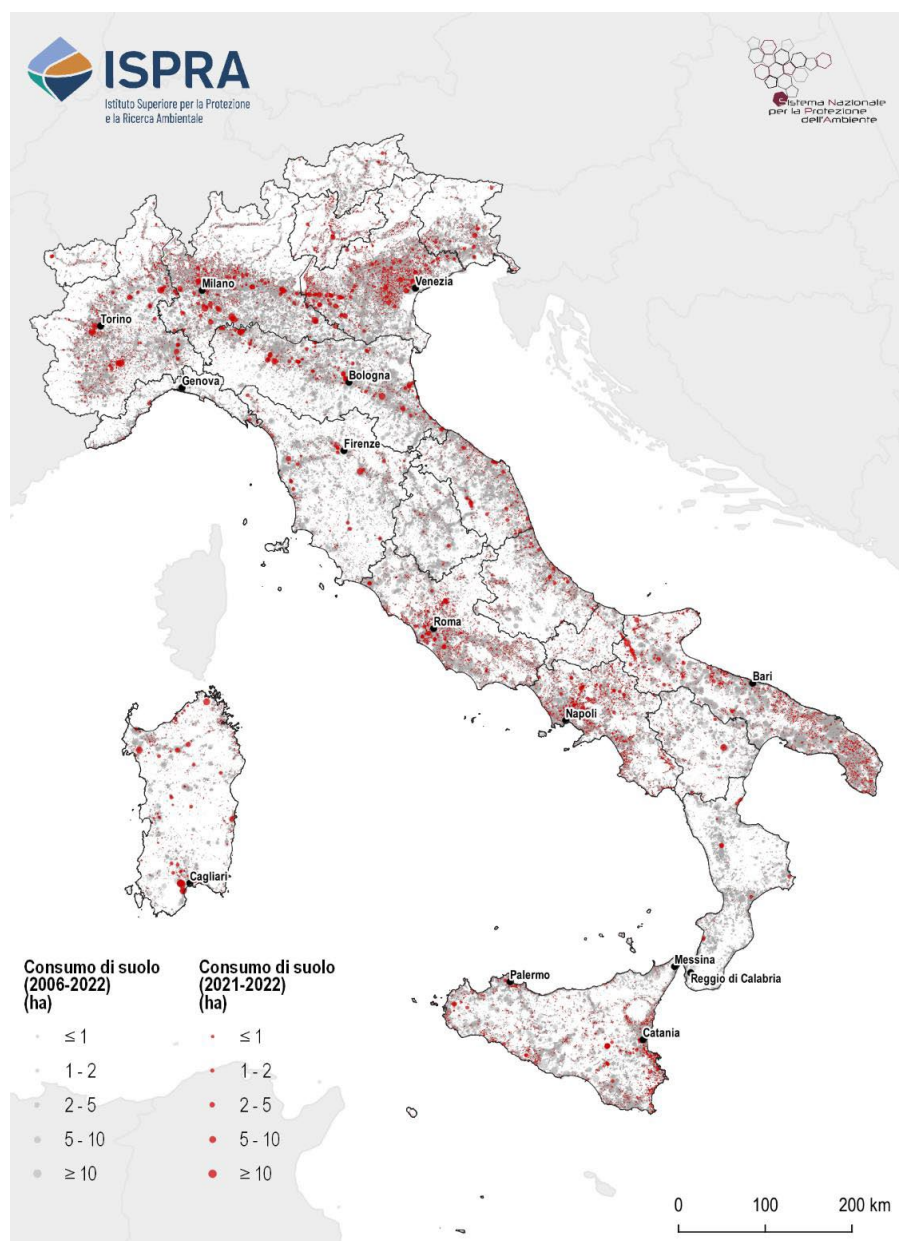 ISPRA
Istituto Superiore per la Protezione
e la Ricerca Ambientale
Sistema Nazionale
per la Protezione
dell'Ambiente
Milano
Venezia
Torino
Bologna
Genova
Firenze
Roma
Bari
Napoli
Cagliari
Messina
Palermo
Reggio di Calabria
Catania
Consumo di suolo
(2006-2022)
(ha)
≤ 1
1 - 2
2 - 5
5 - 10
≥ 10
Consumo di suolo
(2021-2022)
(ha)
≤ 1
1 - 2
2 - 5
5 - 10
≥ 10
0 100 200 km